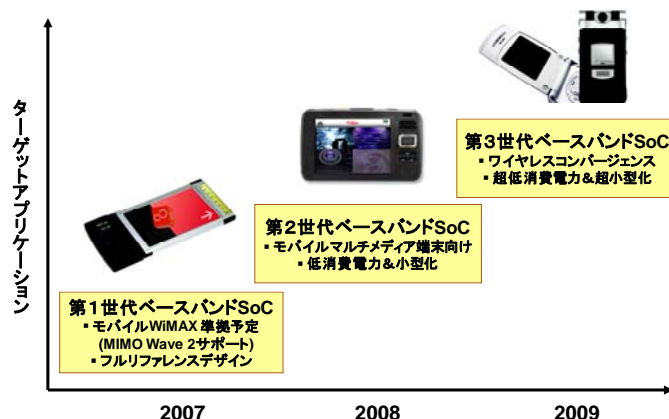 ターゲットアプリケーション
第3世代ベースバンドSoC
▪ ワイヤレスコンバージェンス
▪ 超低消費電力&超小型化
第2世代ベースバンドSoC
▪ モバイルマルチメディア端末向け
▪ 低消費電力&小型化
第1世代ベースバンドSoC
▪ モバイルWiMAX 準拠予定
(MIMO Wave 2サポート)
▪ フルリファレンスデザイン
2007
2008
2009